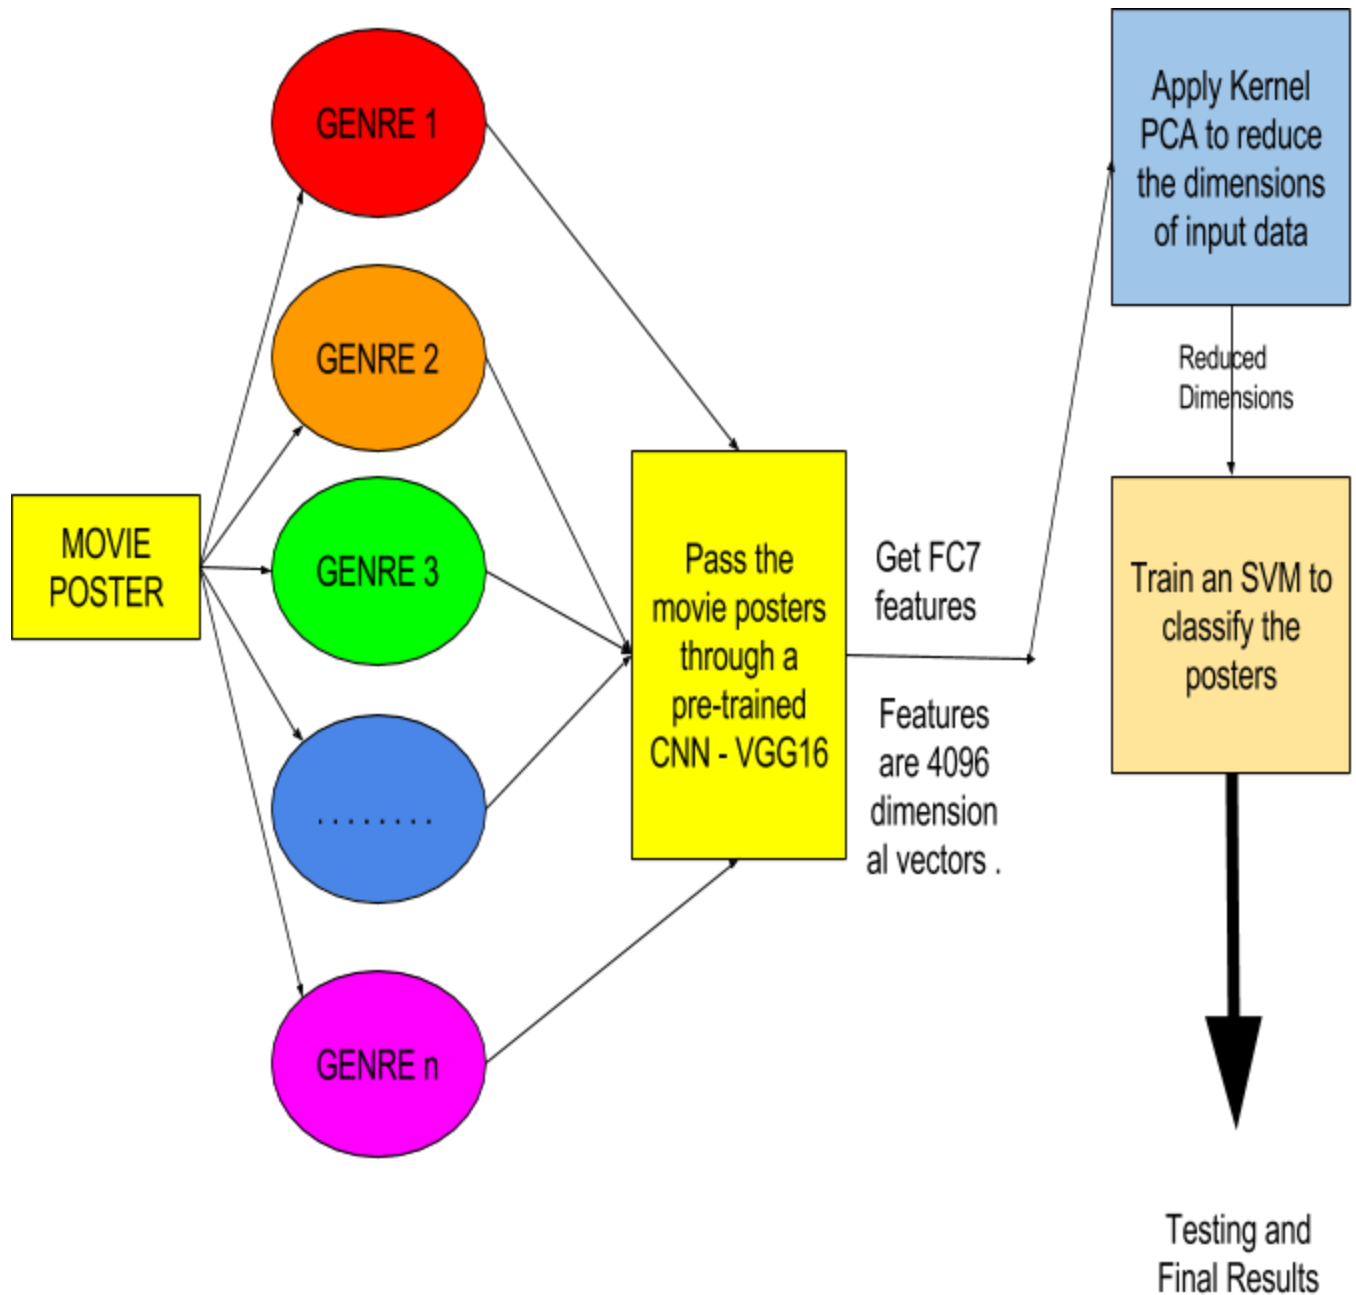 MOVIE
POSTER
GENRE 1
GENRE 2
GENRE 3
........
GENRE n
Pass the
movie posters
through a
pre-trained
CNN - VGG16
Get FC7
features
Features
are 4096
dimension
al vectors .
Apply Kernel
PCA to reduce
the dimensions
of input data
Reduced
Dimensions
Train an SVM to
classify the
posters
Testing and
Final Results